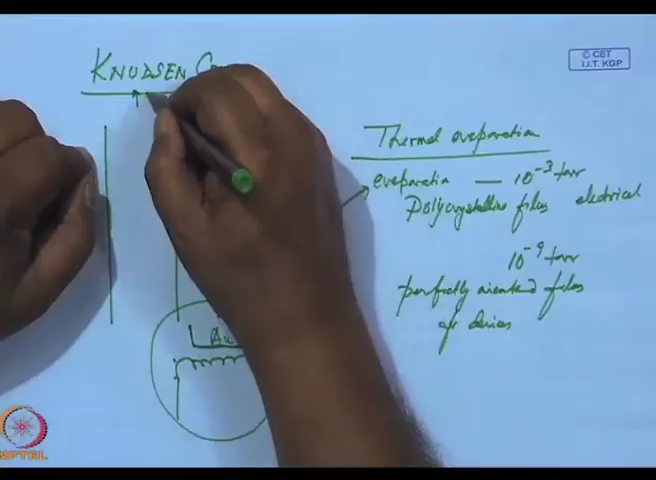 KNUDSEN C
© CET
I.I.T. KGP
Thermal evaporation
evaporatia — 10⁻³ torr
Polycrystalline films electrical
10⁻⁹ torr
perfectly oriented films
for devices
NPTEL